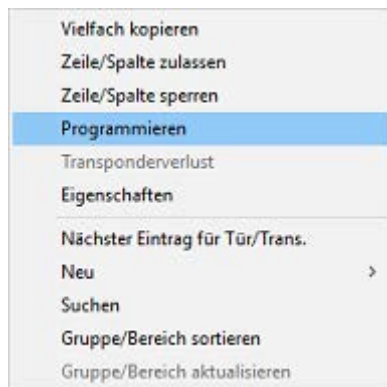 Vielfach kopieren
Zeile/Spalte zulassen
Zeile/Spalte sperren
Programmieren
Transponderverlust
Eigenschaften
Nächster Eintrag für Tür/Trans.
Neu
Suchen
Gruppe/Bereich sortieren
Gruppe/Bereich aktualisieren